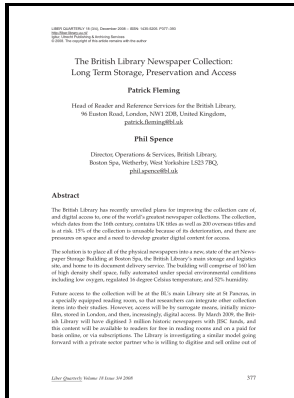 LIBER QUARTERLY 18 (3/4), December 2008 – ISSN: 1435-5205. P377–393
http://liber.library.uu.nl/
Igitur, Utrecht Publishing & Archiving Services
© 2009, The copyright of this article remains with the author
The British Library Newspaper Collection:
Long Term Storage, Preservation and Access
Patrick Fleming
Head of Reader and Reference Services for the British Library,
96 Euston Road, London, NW1 2DB, United Kingdom,
patrick.fleming@bl.uk
Phil Spence
Director, Operations & Services, British Library,
Boston Spa, Wetherby, West Yorkshire LS23 7BQ,
phil.spence@bl.uk
Abstract
The British Library has recently unveiled plans for improving the collection care of,
and digital access to, one of the world's greatest newspaper collections. The collection,
which dates from the 16th century, contains UK titles as well as 200 overseas titles and
is at risk. 15% of the collection is unusable because of its deterioration, and there are
pressures on space and a need to develop greater digital content for access.
The solution is to place all of the physical newspapers into a new, state of the art News-
paper Storage Building at Boston Spa, the British Library's main storage and logistics
site, and home to its document delivery service. The building will comprise of 160 km
of high density shelf space, fully automated under special environmental conditions
including low oxygen, regulated 16 degree Celsius temperature, and 52% humidity.
Future access to the collection will be at the BL's main Library site at St Pancras, in
a specially equipped reading room, so that researchers can integrate other collection
items into their studies. However, access will be by surrogate means, initially micro-
film, stored in London, and then, increasingly, digital access. By March 2009, the Brit-
ish Library will have digitised 3 million historic newspapers with JISC funds, and
this content will be available to readers for free in reading rooms and on a paid for
basis online, or via subscriptions. The Library is investigating a similar model going
forward with a private sector partner who is willing to digitise and sell online out of
Liber Quarterly Volume 18 Issue 3/4 2008
377